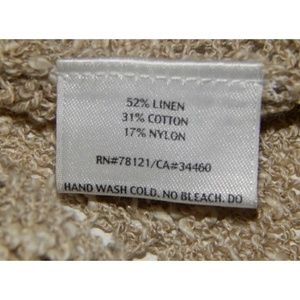 52% LINEN
31% COTTON
17% NYLON
RN#78121/CA#34460
HAND WASH COLD. NO BLEACH. DO